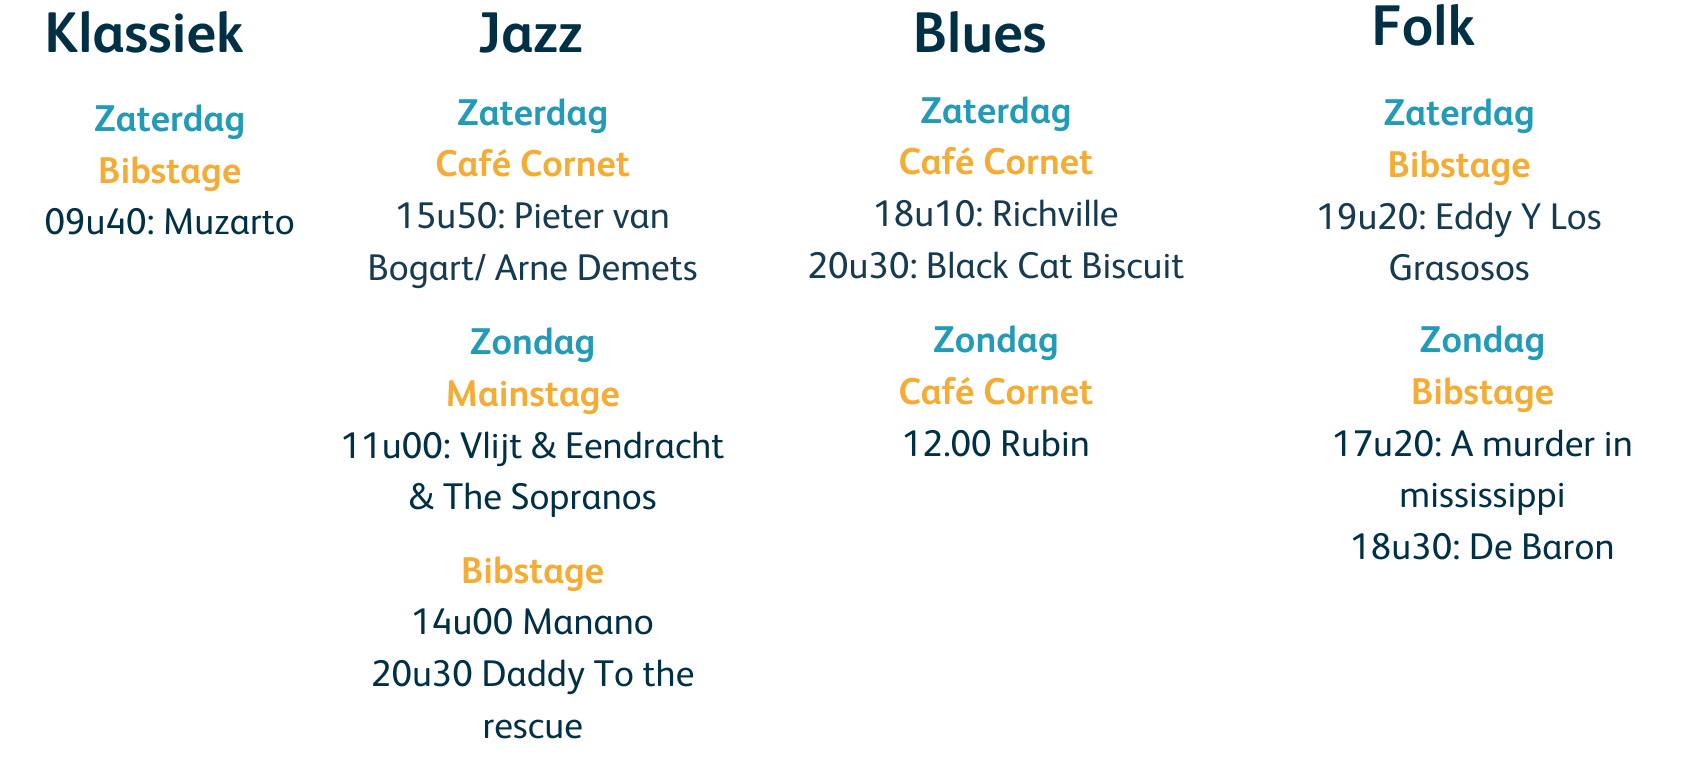 Klassiek
Zaterdag
Bibstage
09u40: Muzarto
Jazz
Zaterdag
Café Cornet
15u50: Pieter van
Bogart/ Arne Demets
Zondag
Mainstage
11u00: Vlijt & Eendracht
& The Sopranos
Bibstage
14u00 Manano
20u30 Daddy To the
rescue
Blues
Zaterdag
Café Cornet
18u10: Richville
20u30: Black Cat Biscuit
Zondag
Café Cornet
12.00 Rubin
Folk
Zaterdag
Bibstage
19u20: Eddy Y Los
Grasosos
Zondag
Bibstage
17u20: A murder in
mississippi
18u30: De Baron